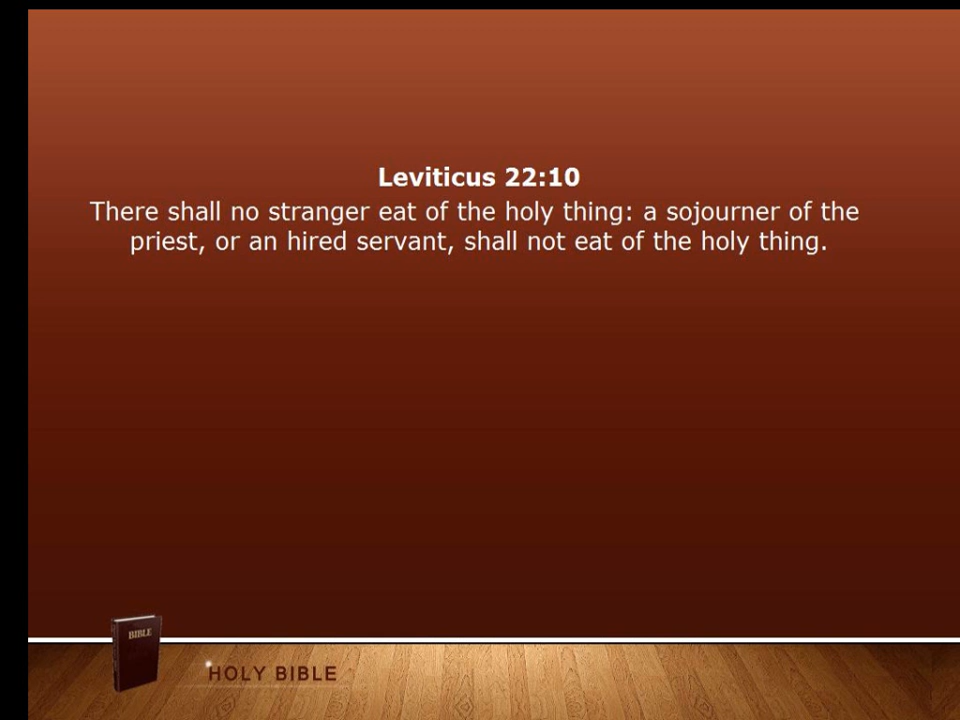 Leviticus 22:10
There shall no stranger eat of the holy thing: a sojourner of the
priest, or an hired servant, shall not eat of the holy thing.
BIBLE
HOLY BIBLE